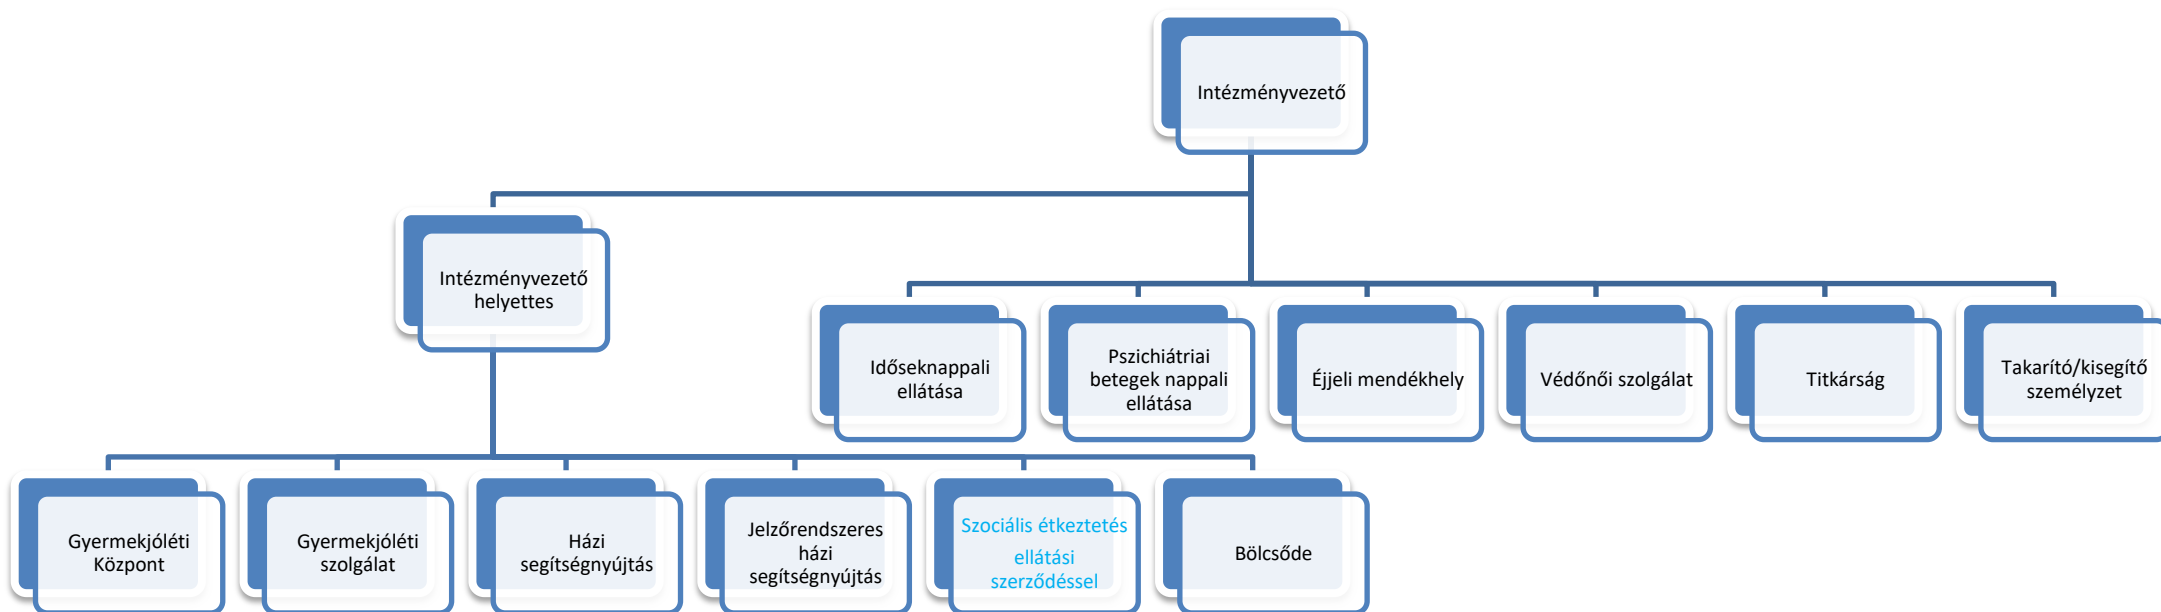 Intézményvezető
Intézményvezető
helyettes
Időseknappali
ellátása
Pszichiátriai
betegek nappali
ellátása
Éjjeli mendékhely
Védőnői szolgálat
Titkárság
Takarító/kisegítő
személyzet
Gyermekjóléti
Központ
Gyermekjóléti
szolgálat
Házi
segítségnyújtás
Jelzőrendszeres
házi
segítségnyújtás
Szociális étkeztetés
ellátási
szerződéssel
Bölcsőde